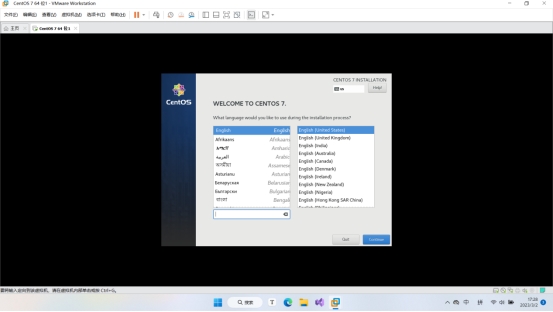 CentOS 7 64 位1 - VMware Workstation
文件(F) 编辑(E) 查看(V) 虚拟机(M) 选项卡(T) 帮助(H)
主页 CentOS 7 64 位1
CENTOS 7 INSTALLATION
us Help!
CentOS
WELCOME TO CENTOS 7.
What language would you like to use during the installation process?
English English English (United States)
Afrikaans Afrikaans English (United Kingdom)
አማርኛ Amharic English (India)
العربية Arabic English (Australia)
অসমীয়া Assamese English (Canada)
Asturianu Asturian English (Denmark)
Беларуская Belarusian English (Ireland)
Български Bulgarian English (New Zealand)
বাংলা Bengali English (Nigeria)
English (Hong Kong SAR China)
Quit Continue
要将输入定向到该虚拟机，请在虚拟机内部单击或按 Ctrl+G。
搜索
中 拼
17:28
2023/3/2